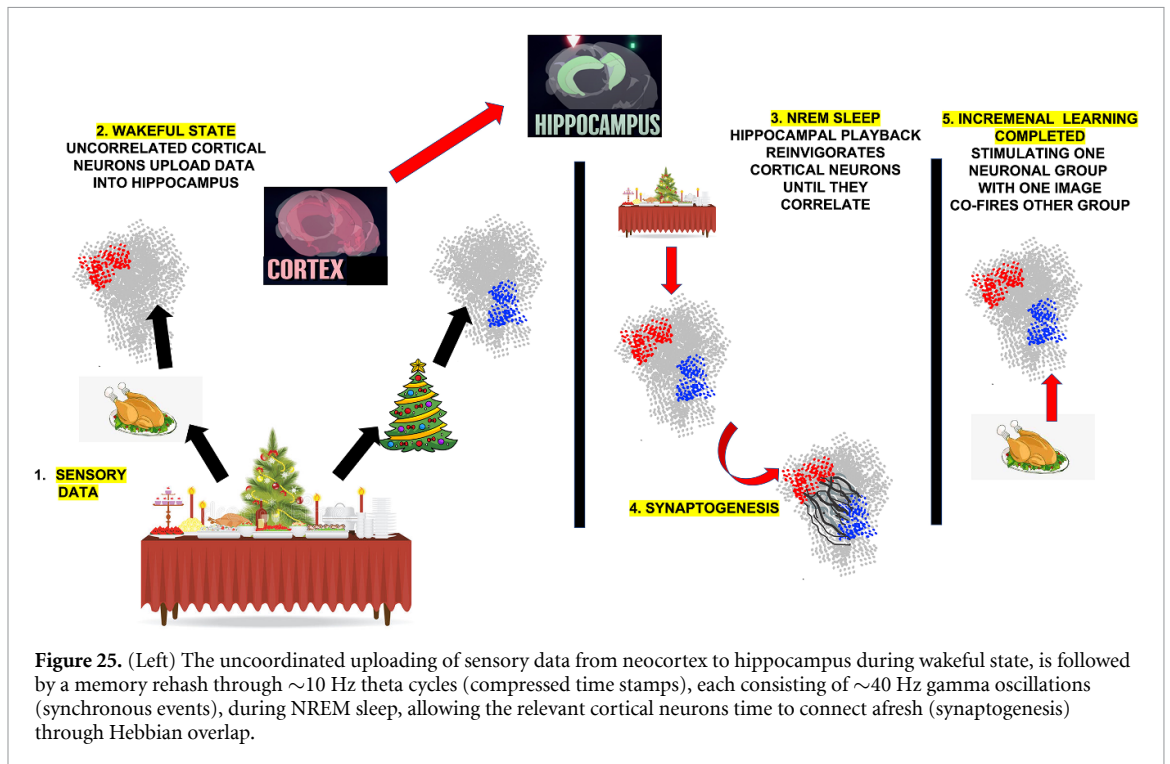 2. WAKEFUL STATE
UNCORRELATED CORTICAL
NEURONS UPLOAD DATA
INTO HIPPOCAMPUS
CORTEX
HIPPOCAMPUS
1. SENSORY
DATA
3. NREM SLEEP
HIPPOCAMPAL PLAYBACK
REINVIGORATES
CORTICAL NEURONS
UNTIL THEY
CORRELATE
4. SYNAPTOGENESIS
5. INCREMENAL LEARNING
COMPLETED
STIMULATING ONE
NEURONAL GROUP
WITH ONE IMAGE
CO-FIRES OTHER GROUP
Figure 25. (Left) The uncoordinated uploading of sensory data from neocortex to hippocampus during wakeful state, is followed
by a memory rehash through ∼10 Hz theta cycles (compressed time stamps), each consisting of ∼40 Hz gamma oscillations
(synchronous events), during NREM sleep, allowing the relevant cortical neurons time to connect afresh (synaptogenesis)
through Hebbian overlap.